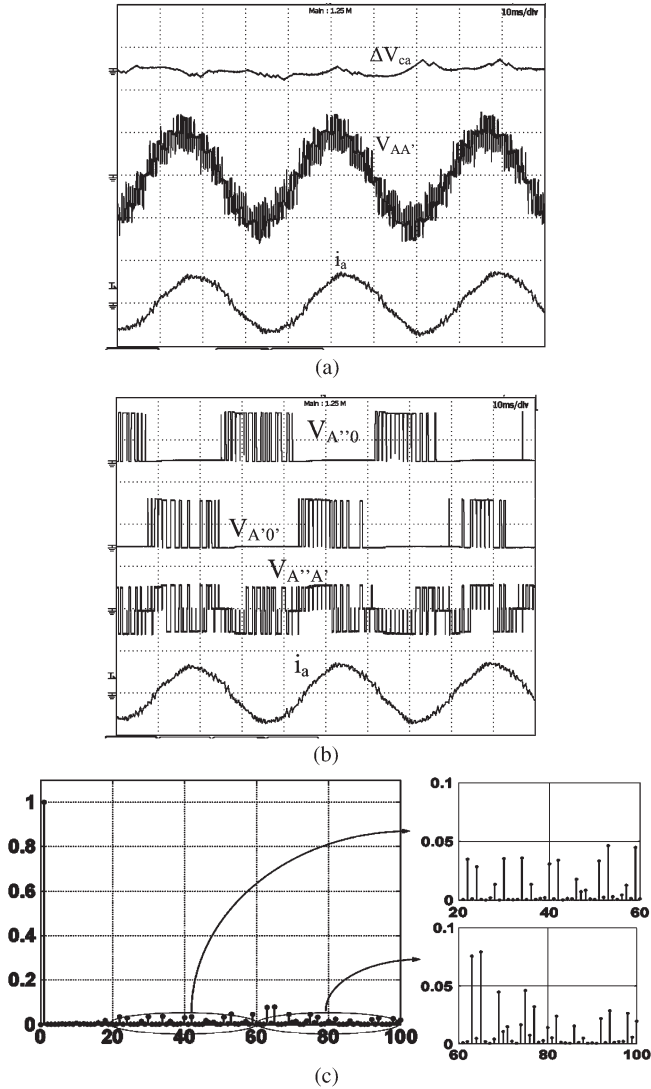 Main : 1.25 M 10ms/div
ΔVca
VAA'
ia
(a)
Main : 1.25 M 10ms/div
VA''0
VA'0'
VA''A'
ia
(b)
1
0.8
0.6
0.4
0.2
0
0 20 40 60 80 100
0.1
0.05
0
20 40 60
0.1
0.05
0
60 80 100
(c)